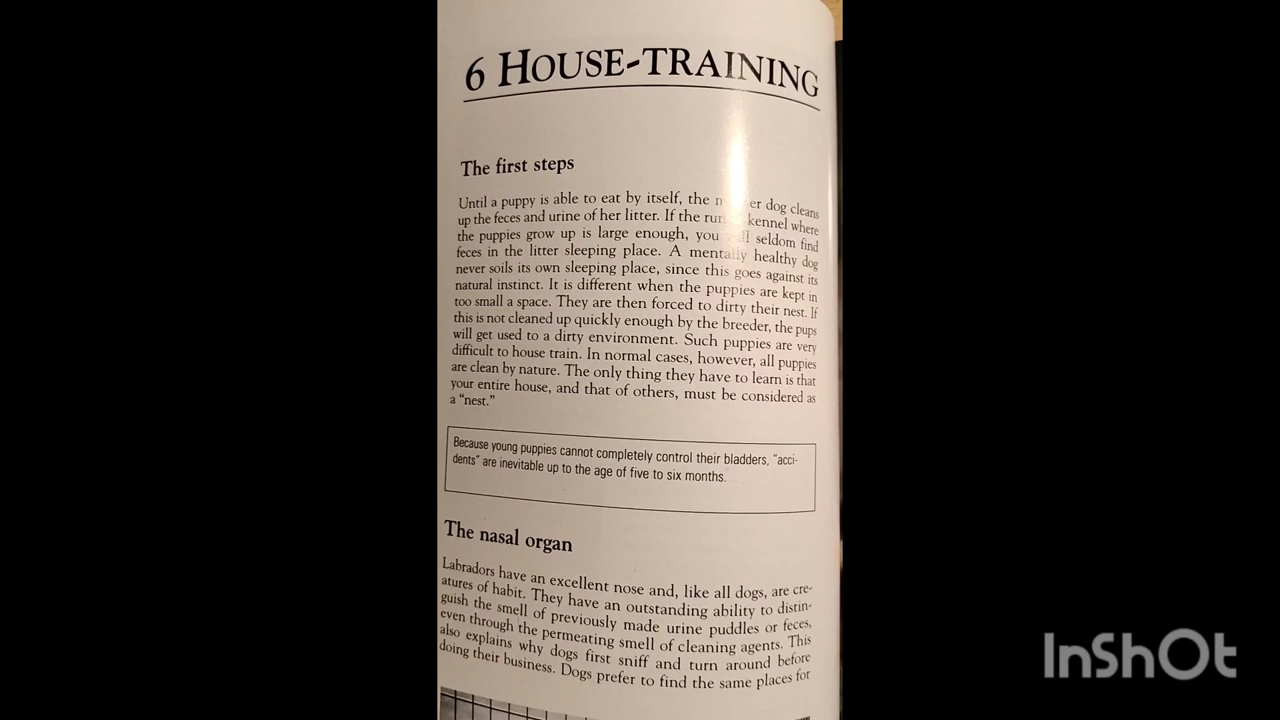 6 HOUSE-TRAINING
The first steps
Until a puppy is able to eat by itself, the er dog cleans
up the feces and urine of her litter. If the kennel where
the puppies grow up is large enough, you seldom find
feces in the litter sleeping place. A mentally healthy dog
never soils its own sleeping place, since this goes against its
natural instinct. It is different when the puppies are kept in
too small a space. They are then forced to dirty their nest. If
this is not cleaned up quickly enough by the breeder, the pups
will get used to a dirty environment. Such puppies are very
difficult to house train. In normal cases, however, all puppies
are clean by nature. The only thing they have to learn is that
your entire house, and that of others, must be considered as
a “nest.”
Because young puppies cannot completely control their bladders, “acci-
dents” are inevitable up to the age of five to six months.
The nasal organ
Labradors have an excellent nose and, like all dogs, are cre-
atures of habit. They have an outstanding ability to distin-
guish the smell of previously made urine puddles or feces,
even through the permeating smell of cleaning agents. This
also explains why dogs first sniff and turn around before
doing their business. Dogs prefer to find the same places for
InShOt